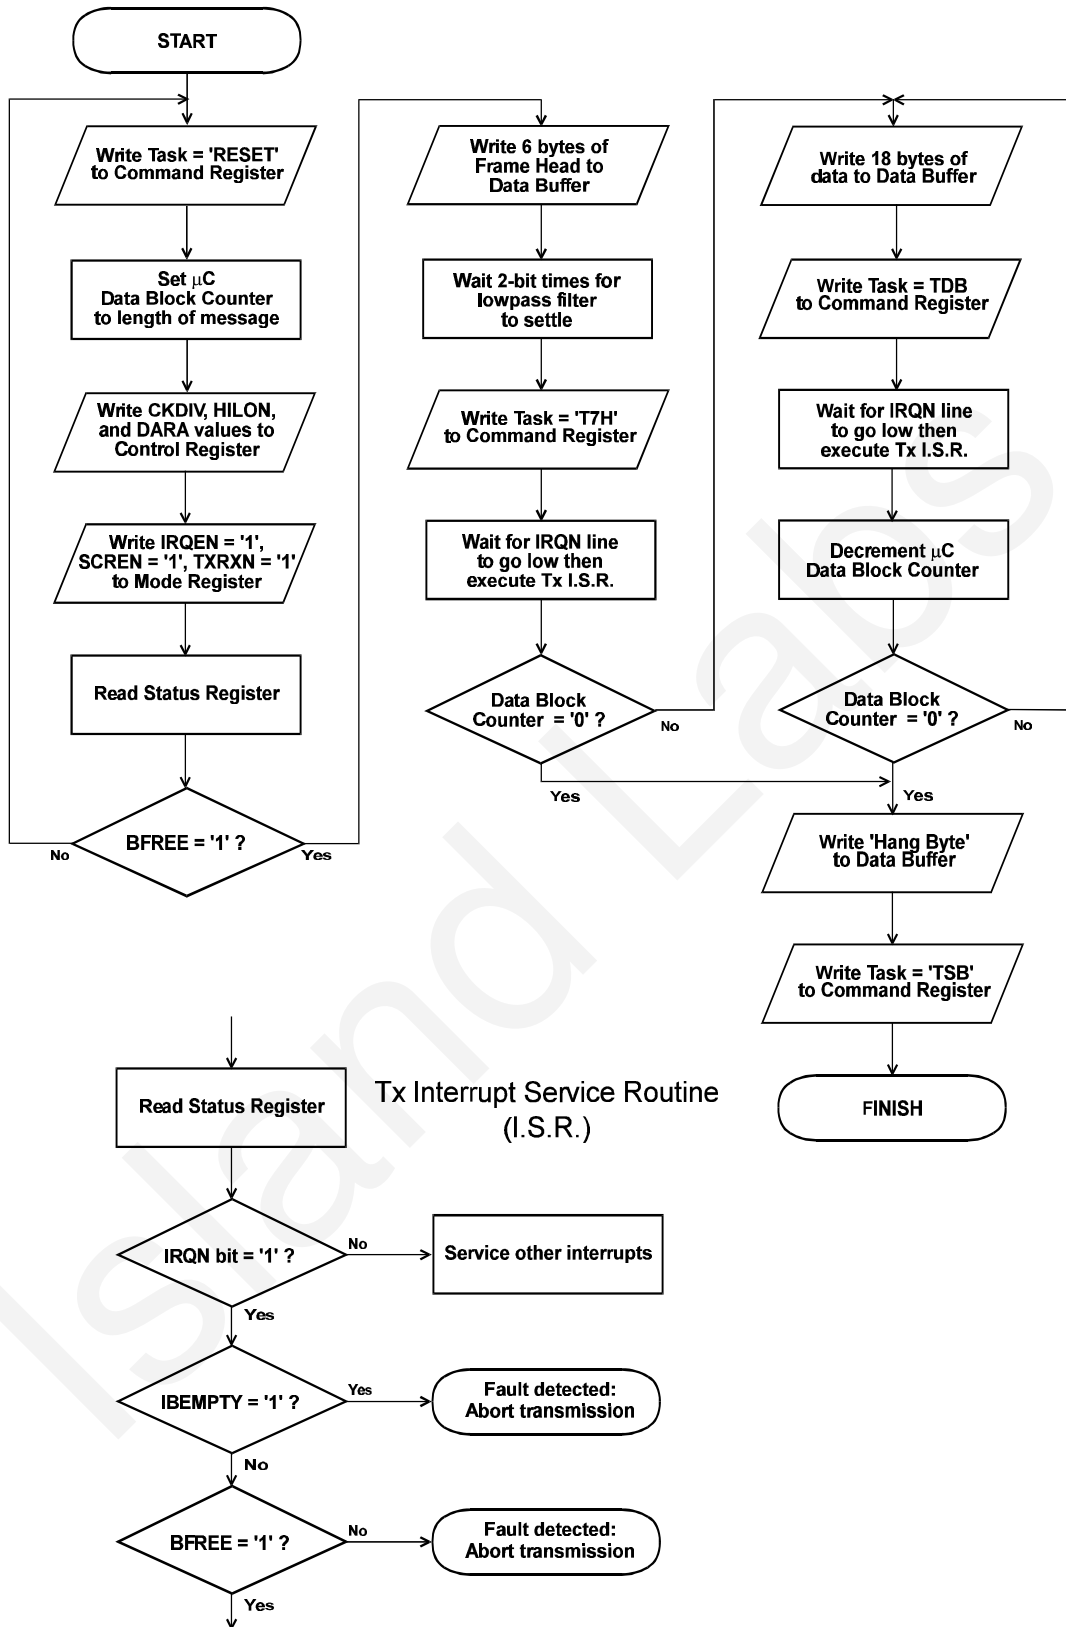 START
Write Task = 'RESET'
to Command Register
Set µC
Data Block Counter
to length of message
Write CKDIV, HILON,
and DARA values to
Control Register
Write IRQEN = '1',
SCREN = '1', TXRXN = '1'
to Mode Register
Read Status Register
BFREE = '1' ?
No
Yes
Write 6 bytes of
Frame Head to
Data Buffer
Wait 2-bit times for
lowpass filter
to settle
Write Task = 'T7H'
to Command Register
Wait for IRQN line
to go low then
execute Tx I.S.R.
Data Block
Counter = '0' ?
No
Yes
Write 18 bytes of
data to Data Buffer
Write Task = TDB
to Command Register
Wait for IRQN line
to go low then
execute Tx I.S.R.
Decrement µC
Data Block Counter
Data Block
Counter = '0' ?
No
Yes
Write 'Hang Byte'
to Data Buffer
Write Task = 'TSB'
to Command Register
FINISH
Tx Interrupt Service Routine
(I.S.R.)
Read Status Register
IRQN bit = '1' ?
No
Service other interrupts
Yes
IBEMPTY = '1' ?
Yes
Fault detected:
Abort transmission
No
BFREE = '1' ?
No
Fault detected:
Abort transmission
Yes
Island Labs